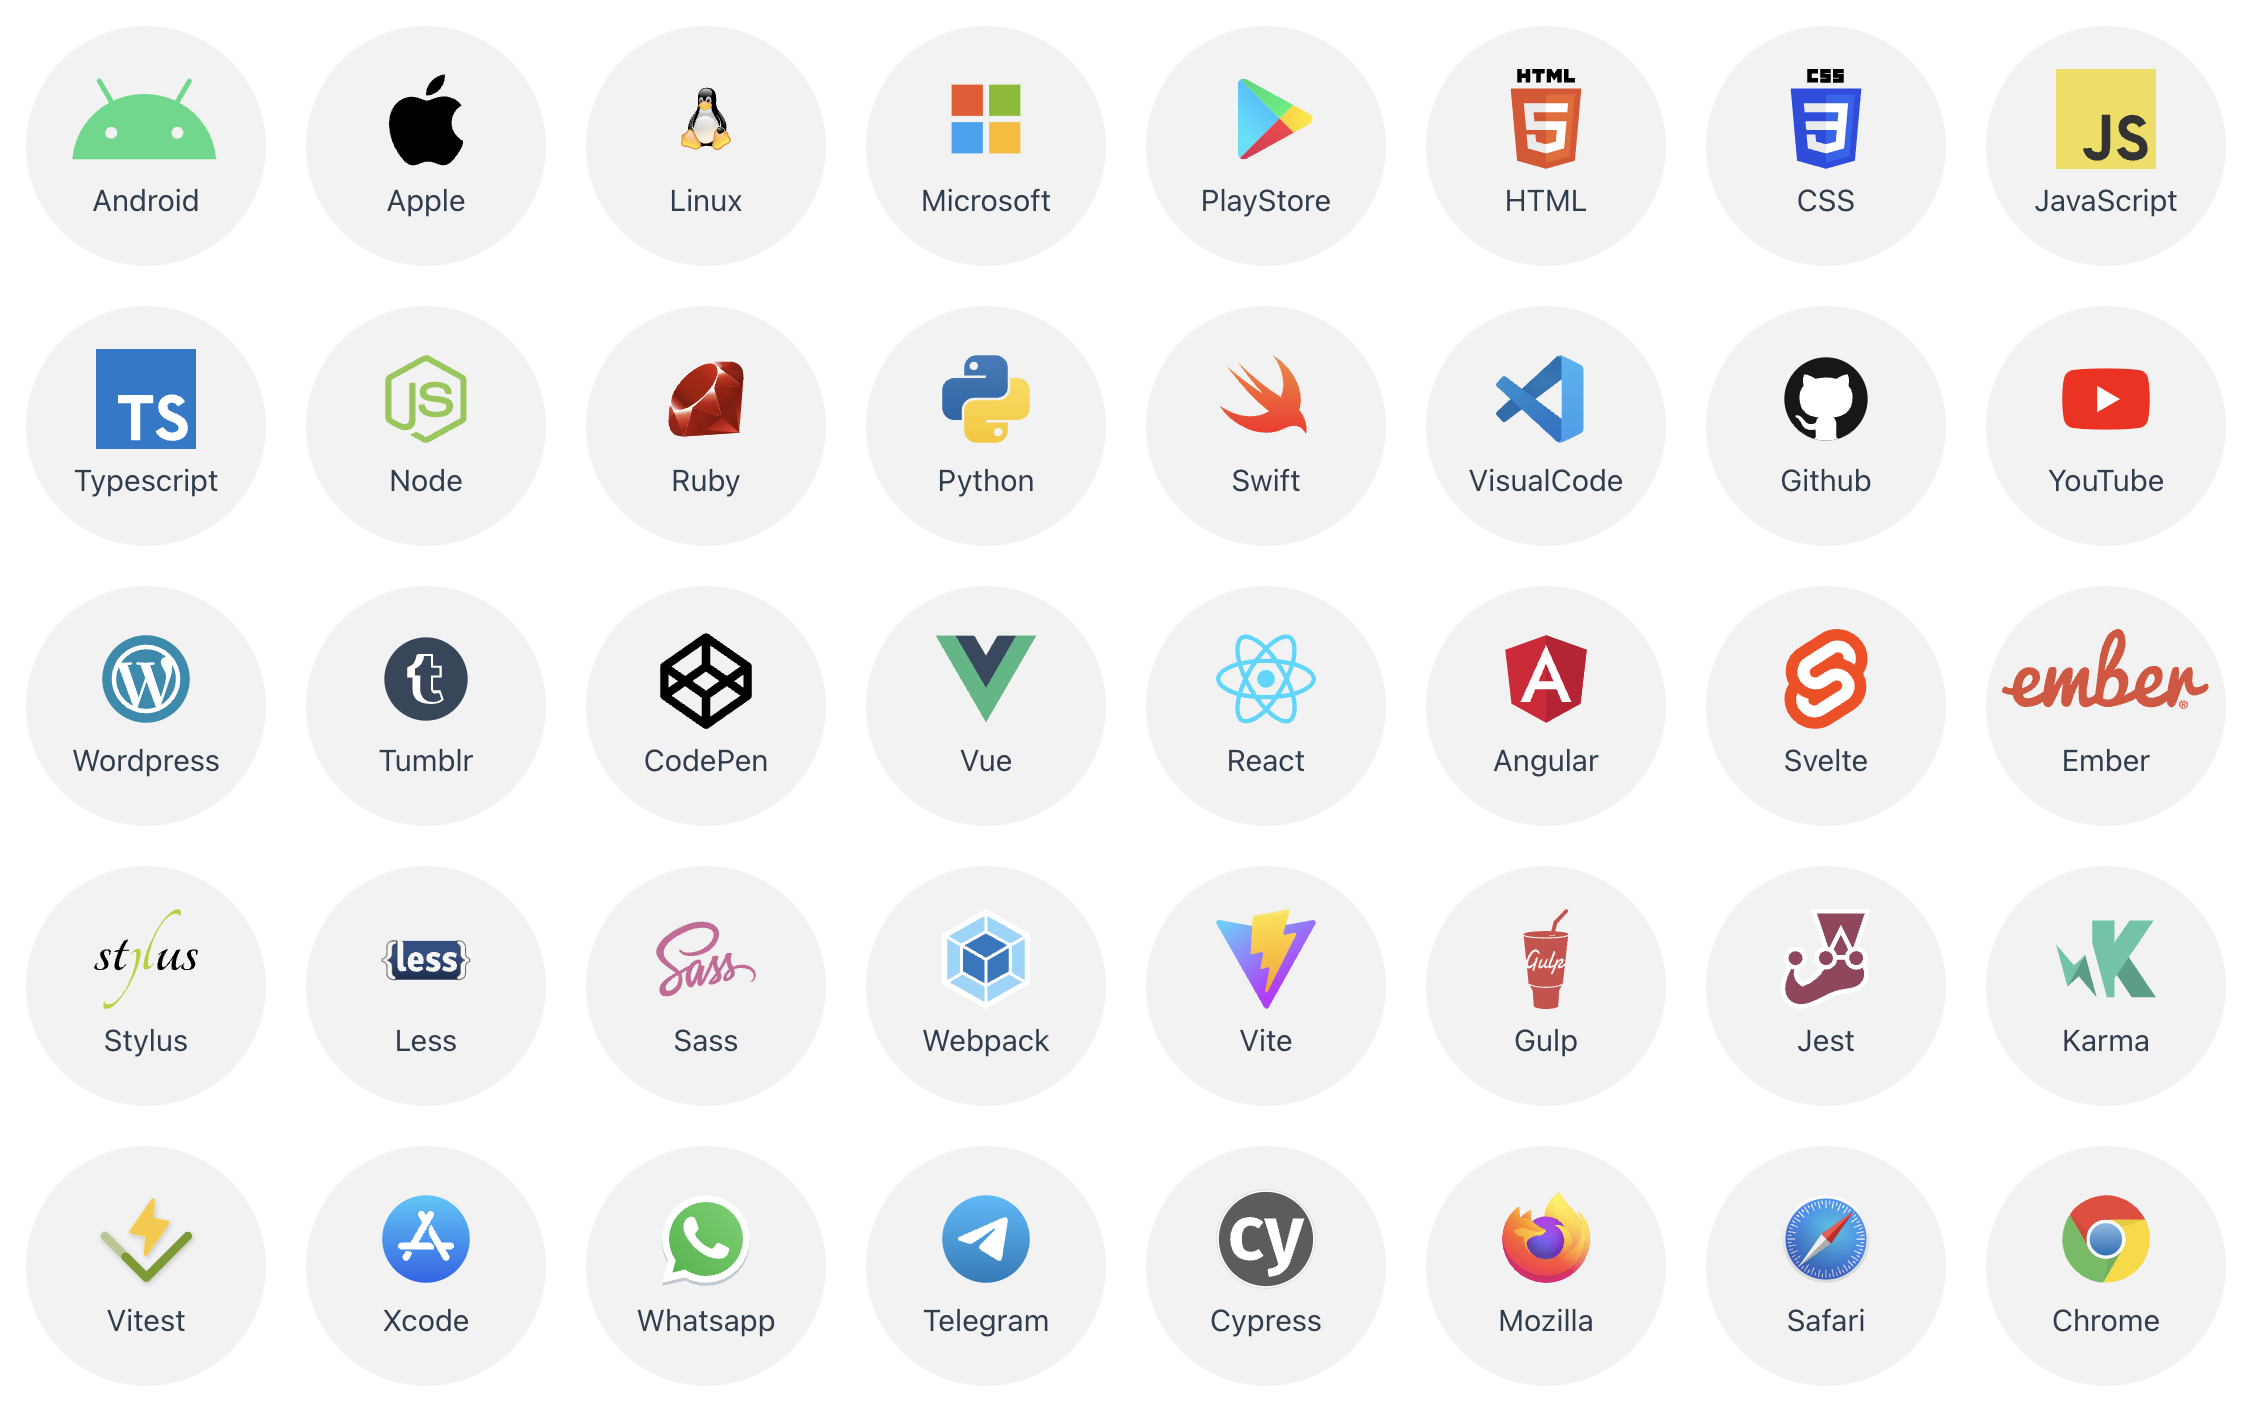 HTML
CSS
JS
Android
Apple
Linux
Microsoft
PlayStore
HTML
CSS
JavaScript
TS
JS
Typescript
Node
Ruby
Python
Swift
VisualCode
Github
YouTube
W
t
A
ember®
Wordpress
Tumblr
CodePen
Vue
React
Angular
Svelte
Ember
stylus
{less}
Sass
Gulp
K
Stylus
Less
Sass
Webpack
Vite
Gulp
Jest
Karma
cy
Vitest
Xcode
Whatsapp
Telegram
Cypress
Mozilla
Safari
Chrome